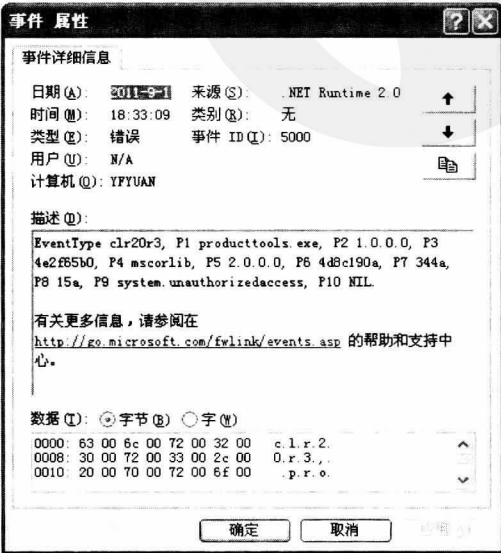 事件 属性
事件详细信息
日期(A): 2011-9-1 来源(S): .NET Runtime 2.0
时间(M): 18:33:09 类别(R): 无
类型(E): 错误 事件 ID(I): 5000
用户(U): N/A
计算机(O): YFYUAN
描述(D):
EventType clr20r3, P1 producttools.exe, P2 1.0.0.0, P3
4e2f65b0, P4 mscorlib, P5 2.0.0.0, P6 4d8c190a, P7 344a,
P8 15a, P9 system.unauthorizedaccess, P10 NIL.
有关更多信息，请参阅在
http://go.microsoft.com/fwlink/events.asp 的帮助和支持中
心。
数据(T): 字节(B) 字(W)
0000: 63 00 6c 00 72 00 32 00 c.l.r.2.
0008: 30 00 72 00 33 00 2c 00 0.r.3.,.
0010: 20 00 70 00 72 00 6f 00 .p.r.o.
确定 取消